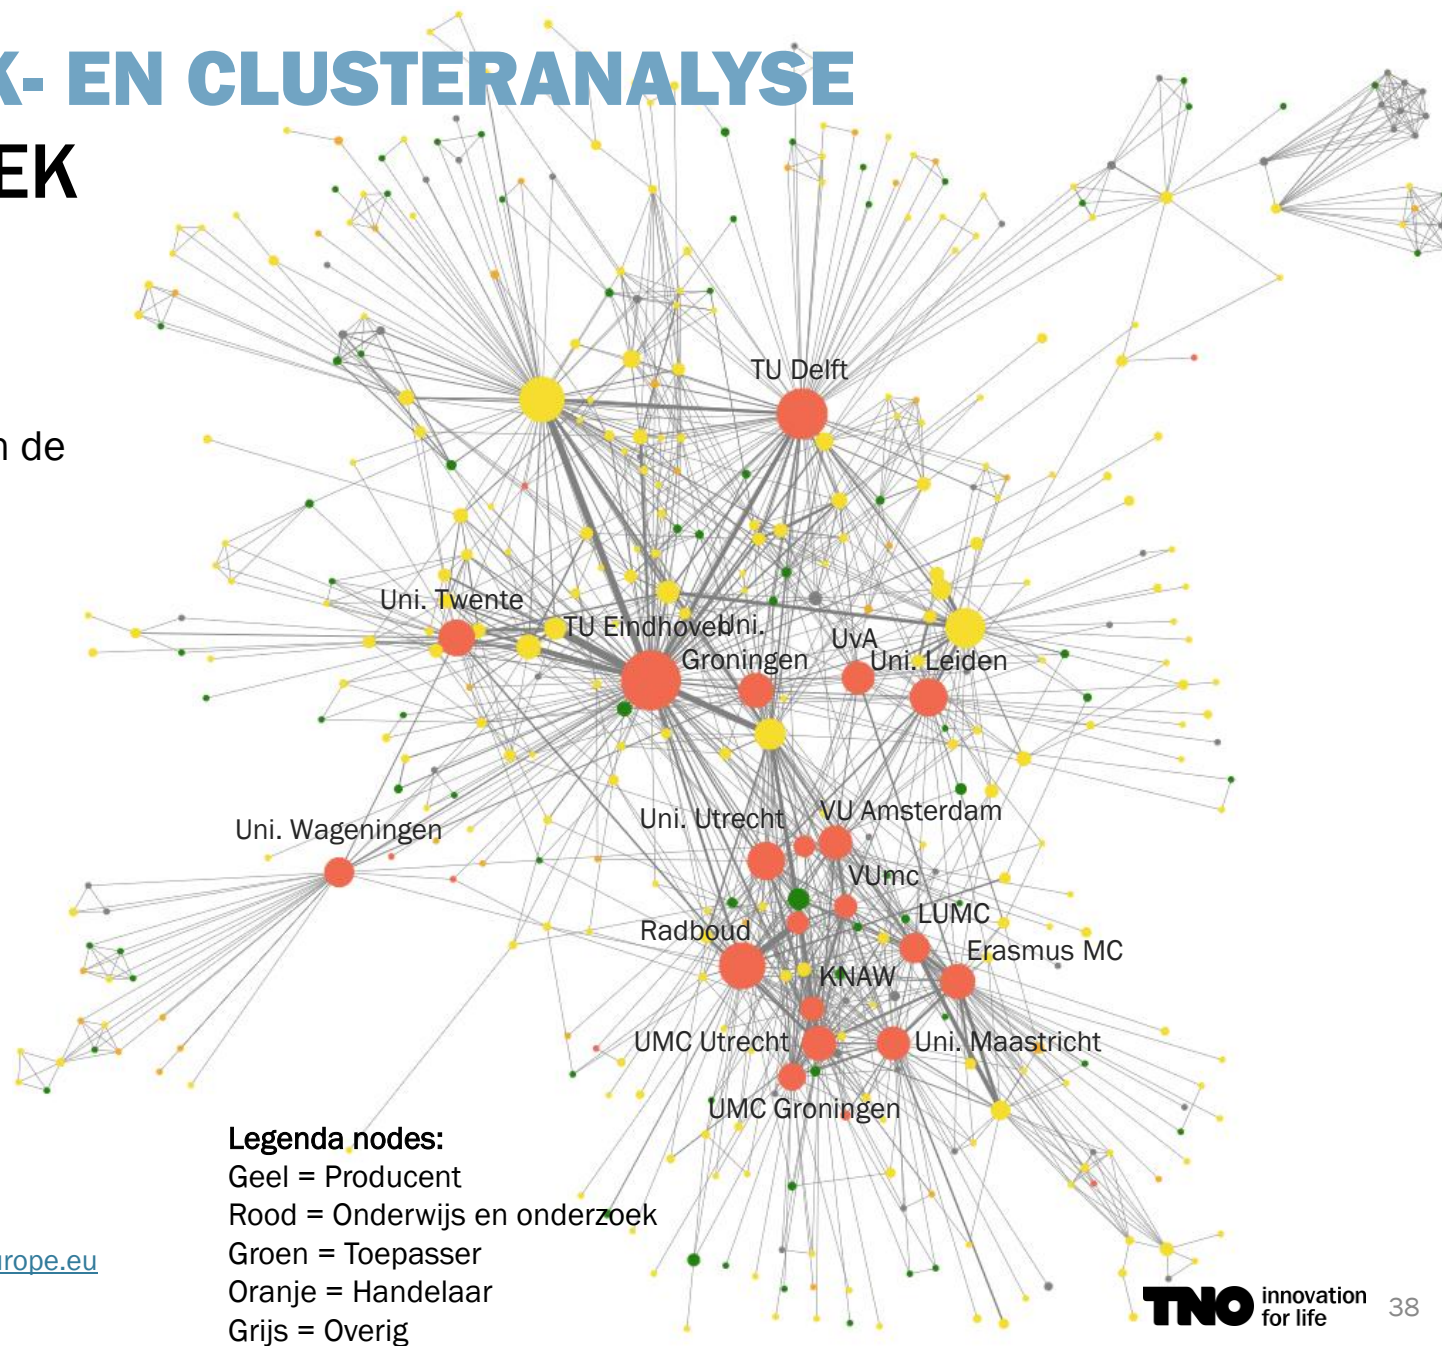 K- EN CLUSTERANALYSE
EK
n de
TU Delft
Uni. Twente
TU Eindhoven
Uni.
Groningen
UvA
Uni. Leiden
Uni. Utrecht
VU Amsterdam
Uni. Wageningen
VUmc
LUMC
Radboud
Erasmus MC
KNAW
UMC Utrecht
Uni. Maastricht
UMC Groningen
Legenda nodes:
Geel = Producent
Rood = Onderwijs en onderzoek
Groen = Toepasser
Oranje = Handelaar
Grijs = Overig
urope.eu
TNO innovation
for life
38